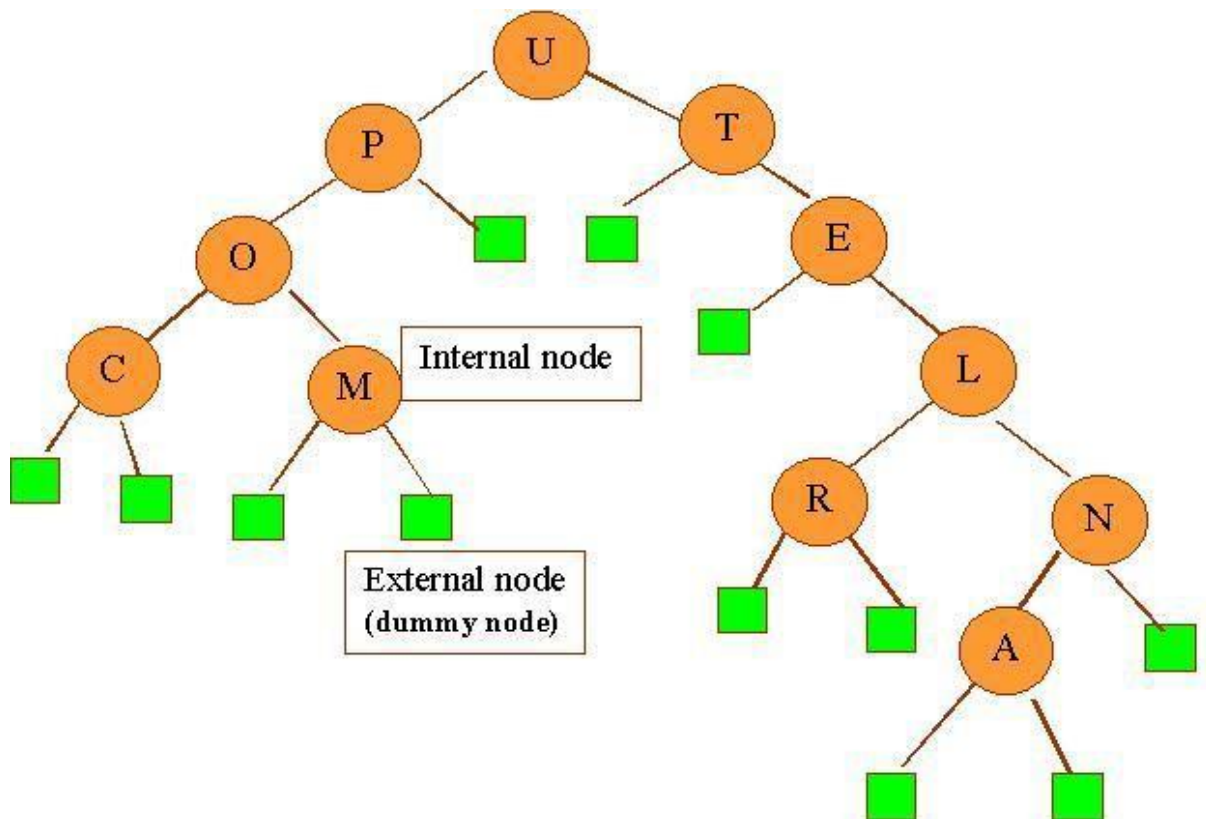 U
P
T
O
E
C
M
Internal node
L
R
N
External node
(dummy node)
A